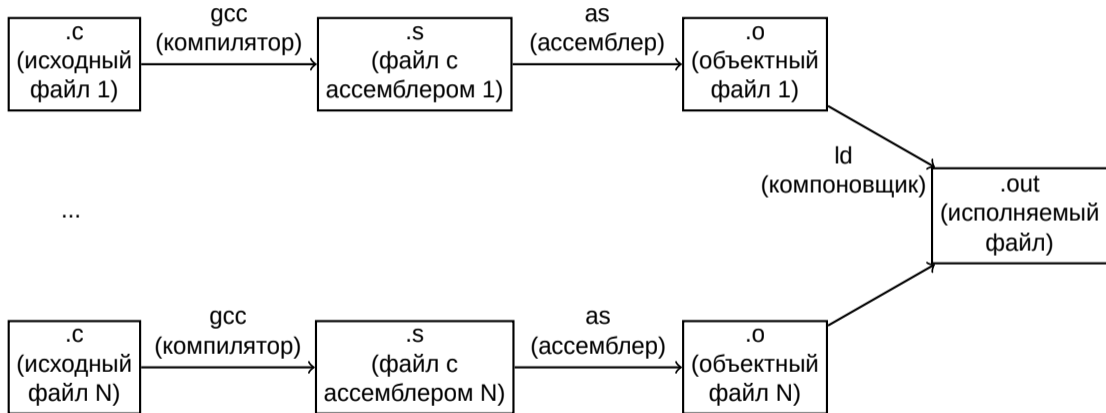 .c
(исходный
файл 1)
gcc
(компилятор)
.s
(файл с
ассемблером 1)
as
(ассемблер)
.o
(объектный
файл 1)
ld
(компоновщик)
.out
(исполняемый
файл)
...
.c
(исходный
файл N)
gcc
(компилятор)
.s
(файл с
ассемблером N)
as
(ассемблер)
.o
(объектный
файл N)